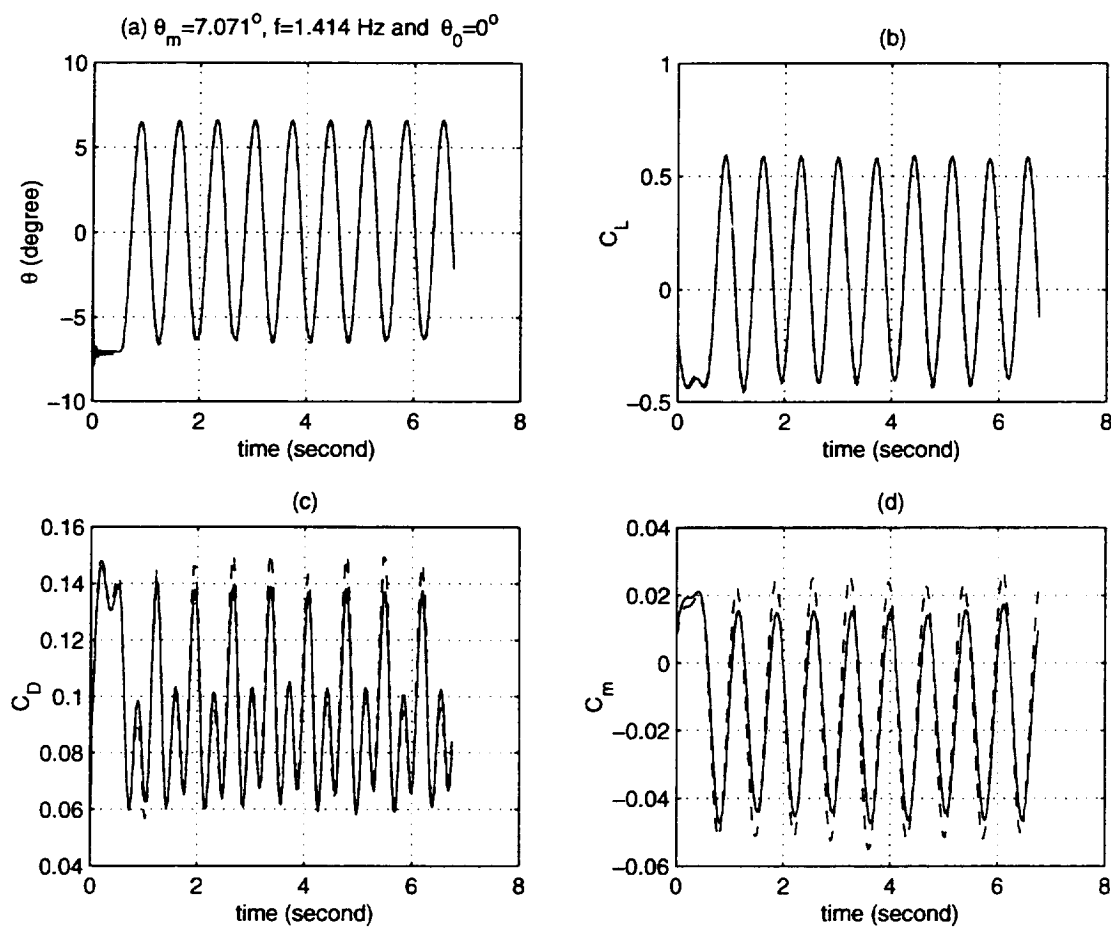 (a) θm=7.071°, f=1.414 Hz and θ0=0°
10
5
0
−5
−10
θ (degree)
0 2 4 6 8
time (second)
(b)
1
0.5
0
−0.5
CL
0 2 4 6 8
time (second)
(c)
0.16
0.14
0.12
0.1
0.08
0.06
0.04
CD
0 2 4 6 8
time (second)
(d)
0.04
0.02
0
−0.02
−0.04
−0.06
Cm
0 2 4 6 8
time (second)